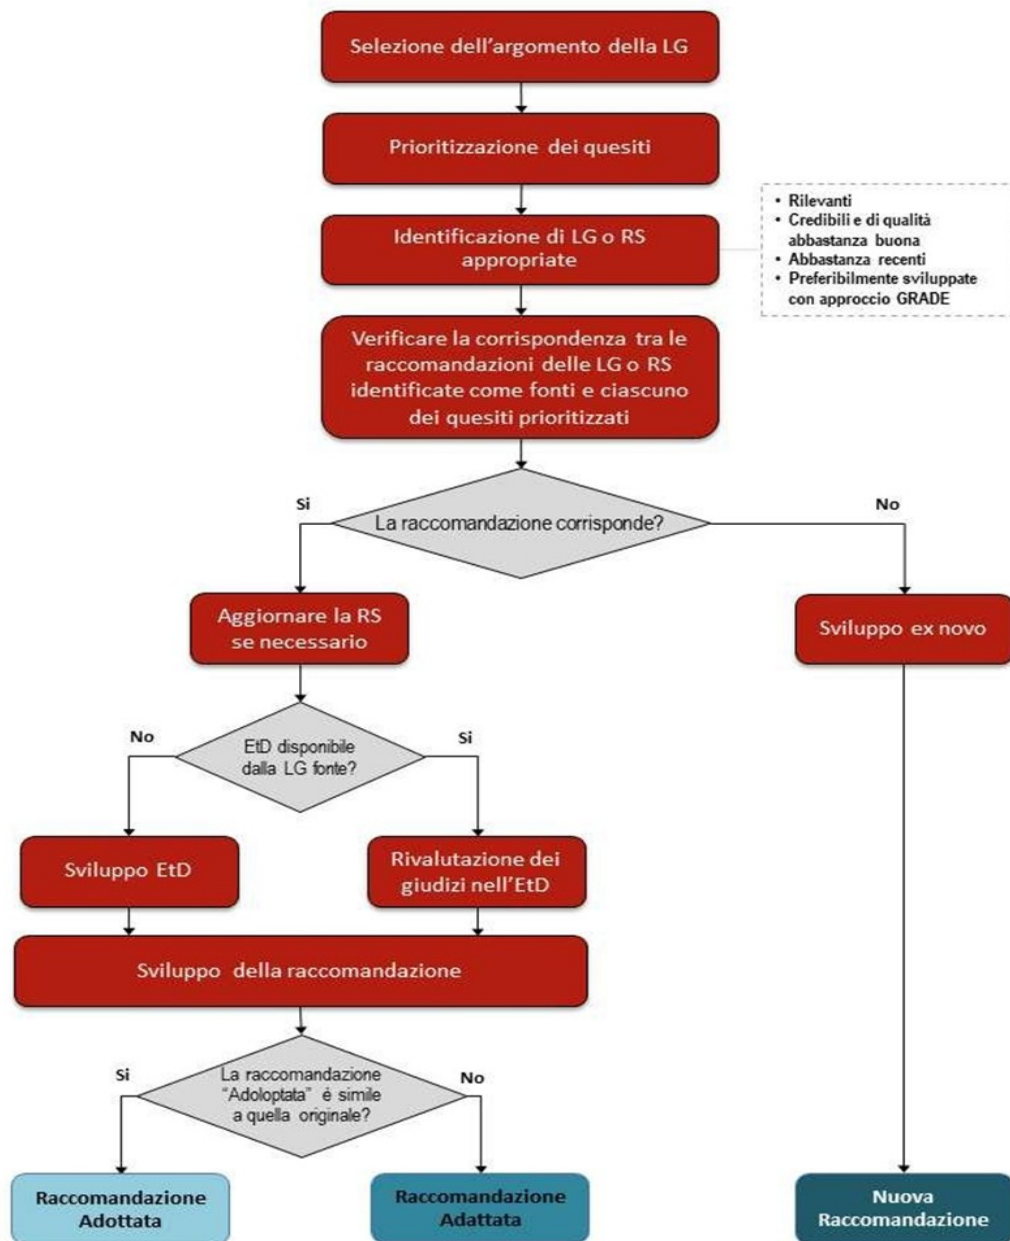 Selezione dell'argomento della LG
Prioritizzazione dei quesiti
Identificazione di LG o RS
appropriate
• Rilevanti
• Credibili e di qualità
abbastanza buona
• Abbastanza recenti
• Preferibilmente sviluppate
con approccio GRADE
Verificare la corrispondenza tra le
raccomandazioni delle LG o RS
identificate come fonti e ciascuno
dei quesiti prioritizzati
Si
La raccomandazione corrisponde?
No
Aggiornare la RS
se necessario
Sviluppo ex novo
No
EtD disponibile
dalla LG fonte?
Si
Sviluppo EtD
Rivalutazione dei
giudizi nell'EtD
Sviluppo della raccomandazione
Si
La raccomandazione
"Adoloptata" é simile
a quella originale?
No
Raccomandazione
Adottata
Raccomandazione
Adattata
Nuova
Raccomandazione